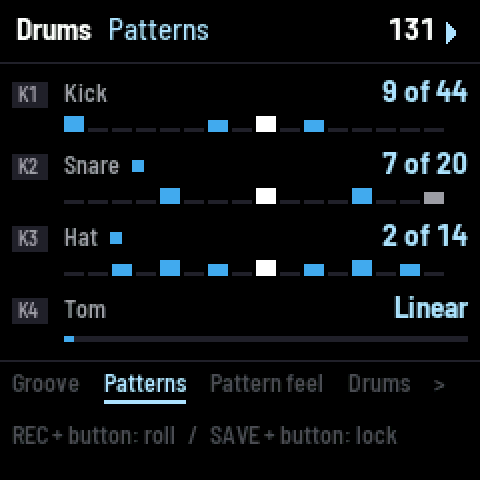 Drums Patterns 131
K1 Kick 9 of 44
K2 Snare 7 of 20
K3 Hat 2 of 14
K4 Tom Linear
Groove Patterns Pattern feel Drums >
REC + button: roll / SAVE + button: lock